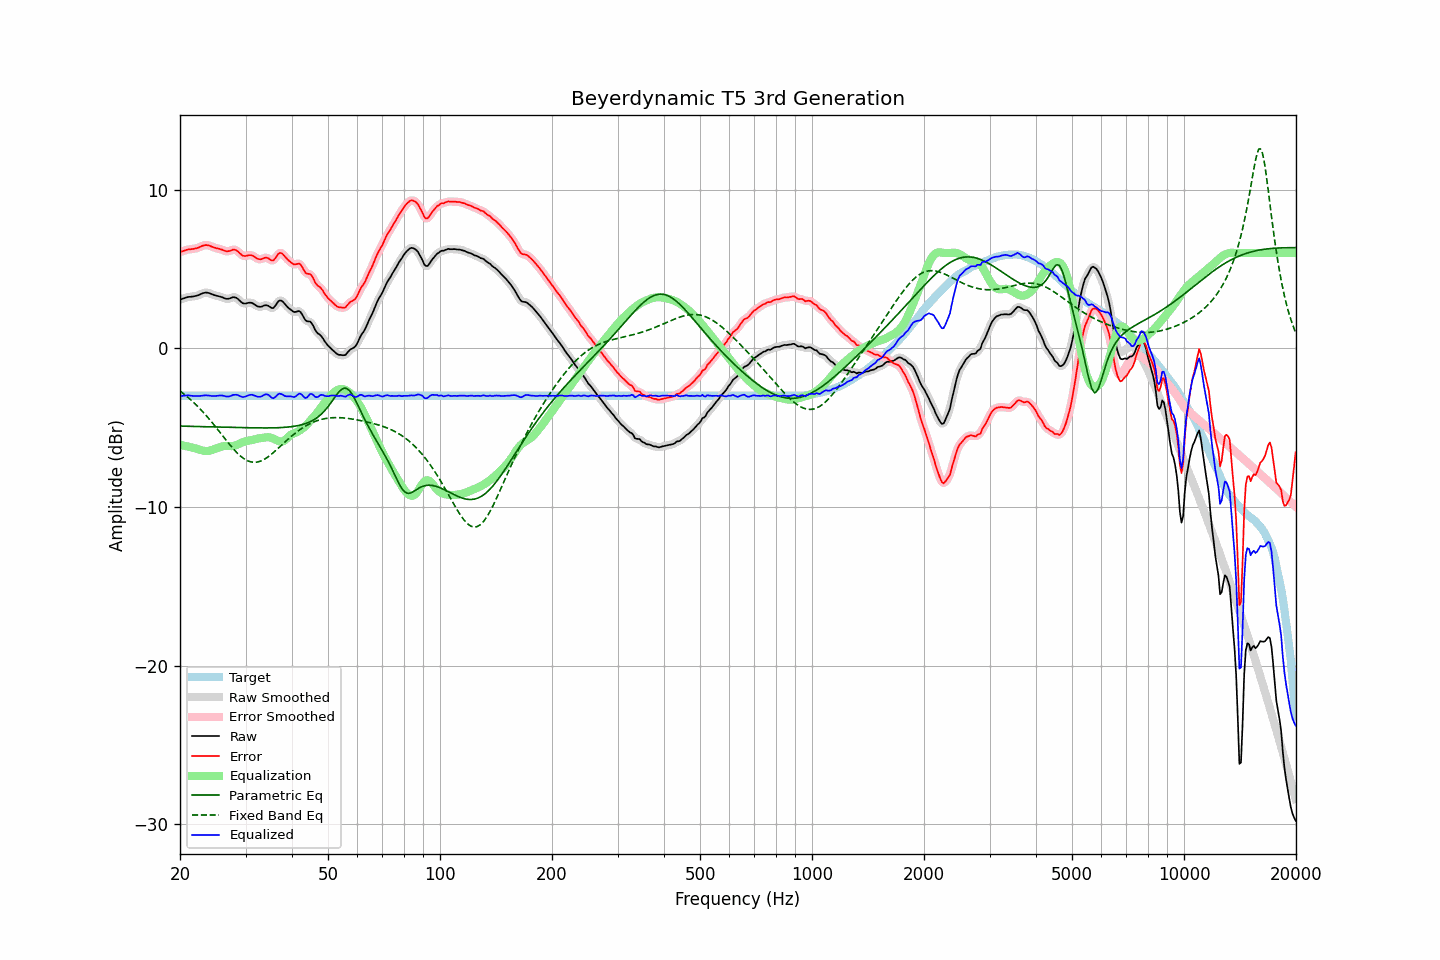 Beyerdynamic T5 3rd Generation
Amplitude (dBr)
10
0
−10
−20
−30
Target
Raw Smoothed
Error Smoothed
Raw
Error
Equalization
Parametric Eq
Fixed Band Eq
Equalized
20 50 100 200 500 1000 2000 5000 10000 20000
Frequency (Hz)